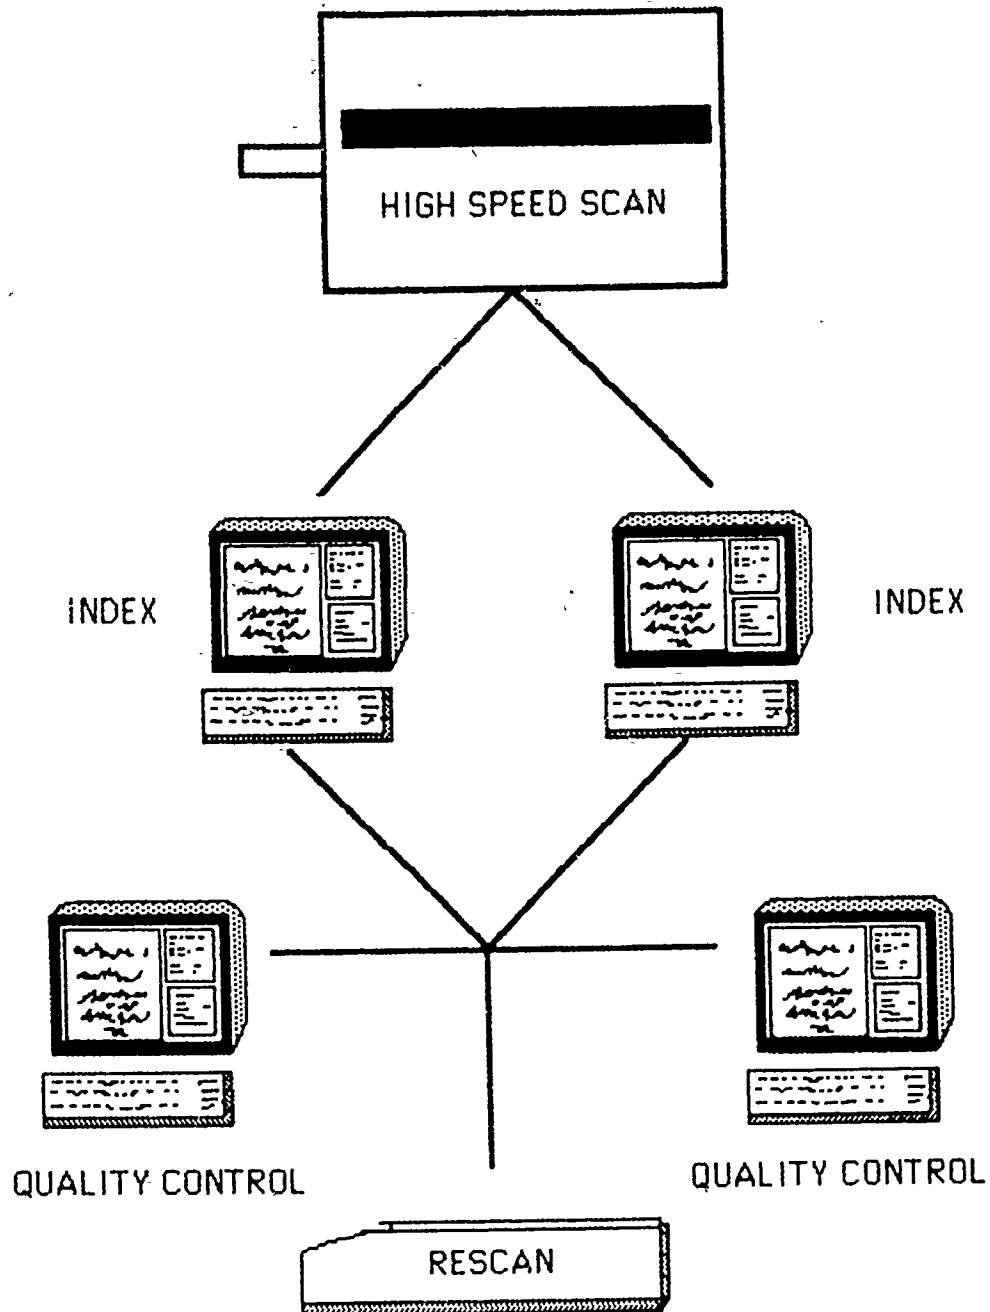 HIGH SPEED SCAN
INDEX
INDEX
QUALITY CONTROL
QUALITY CONTROL
RESCAN